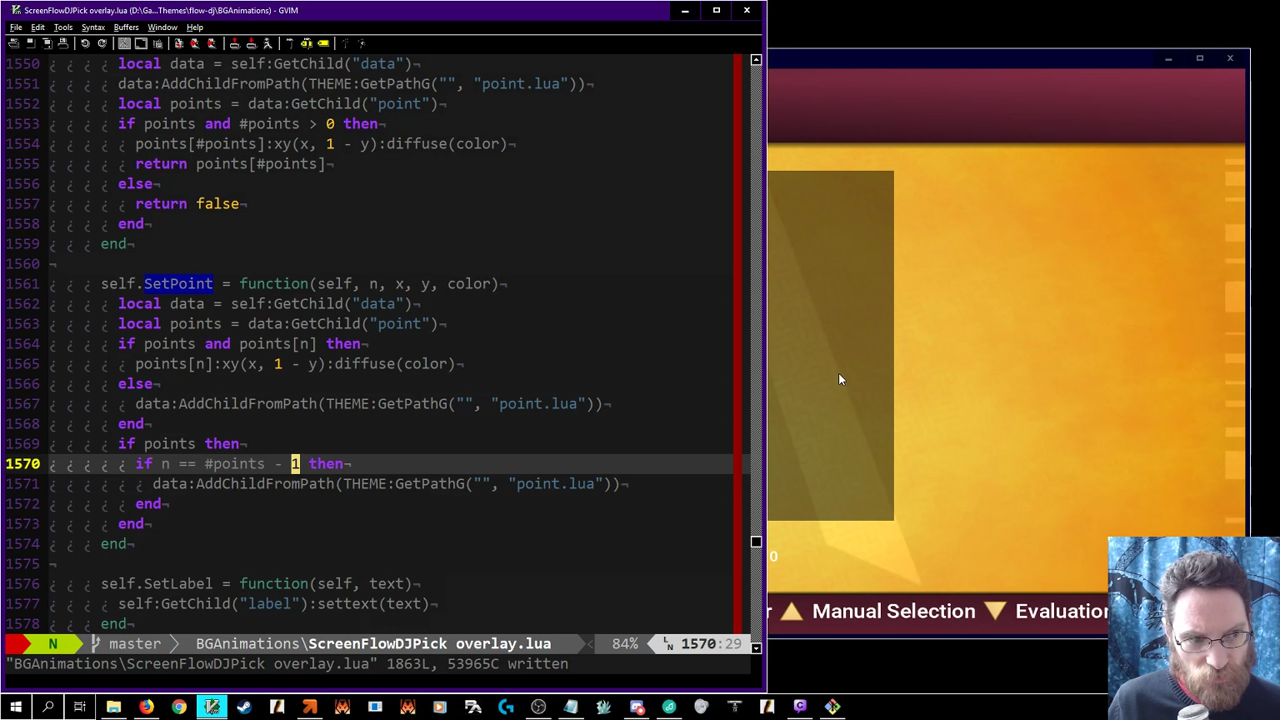 ScreenFlowDJPick overlay.lua (D:\Ga...Themes\flow-dj\BGAnimations) - GVIM
File Edit Tools Syntax Buffers Window Help
1550 ¿ ¿ ¿ ¿ local data = self:GetChild("data")¬
1551 ¿ ¿ ¿ ¿ data:AddChildFromPath(THEME:GetPathG("", "point.lua"))¬
1552 ¿ ¿ ¿ ¿ local points = data:GetChild("point")¬
1553 ¿ ¿ ¿ ¿ if points and #points > 0 then¬
1554 ¿ ¿ ¿ ¿ ¿ points[#points]:xy(x, 1 - y):diffuse(color)¬
1555 ¿ ¿ ¿ ¿ ¿ return points[#points]¬
1556 ¿ ¿ ¿ ¿ else¬
1557 ¿ ¿ ¿ ¿ ¿ return false¬
1558 ¿ ¿ ¿ ¿ end¬
1559 ¿ ¿ ¿ end¬
1560 ¬
1561 ¿ ¿ ¿ self.SetPoint = function(self, n, x, y, color)¬
1562 ¿ ¿ ¿ ¿ local data = self:GetChild("data")¬
1563 ¿ ¿ ¿ ¿ local points = data:GetChild("point")¬
1564 ¿ ¿ ¿ ¿ if points and points[n] then¬
1565 ¿ ¿ ¿ ¿ ¿ points[n]:xy(x, 1 - y):diffuse(color)¬
1566 ¿ ¿ ¿ ¿ else¬
1567 ¿ ¿ ¿ ¿ ¿ data:AddChildFromPath(THEME:GetPathG("", "point.lua"))¬
1568 ¿ ¿ ¿ ¿ end¬
1569 ¿ ¿ ¿ ¿ if points then¬
1570 ¿ ¿ ¿ ¿ ¿ if n == #points - 1 then¬
1571 ¿ ¿ ¿ ¿ ¿ ¿ data:AddChildFromPath(THEME:GetPathG("", "point.lua"))¬
1572 ¿ ¿ ¿ ¿ ¿ end¬
1573 ¿ ¿ ¿ ¿ end¬
1574 ¿ ¿ ¿ end¬
1575 ¬
1576 ¿ ¿ ¿ self.SetLabel = function(self, text)¬
1577 ¿ ¿ ¿ ¿ self:GetChild("label"):settext(text)¬
1578 ¿ ¿ ¿ end¬
N master BGAnimations\ScreenFlowDJPick overlay.lua 84% LN 1570:29
"BGAnimations\ScreenFlowDJPick overlay.lua" 1863L, 53965C written
0
r Manual Selection Evaluation